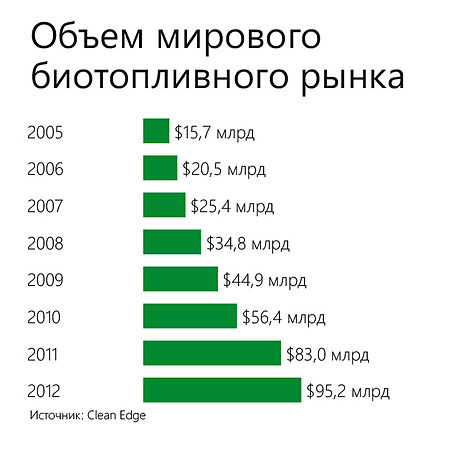 Объем мирового
биотопливного рынка
2005 $15,7 млрд
2006 $20,5 млрд
2007 $25,4 млрд
2008 $34,8 млрд
2009 $44,9 млрд
2010 $56,4 млрд
2011 $83,0 млрд
2012 $95,2 млрд
Источник: Clean Edge